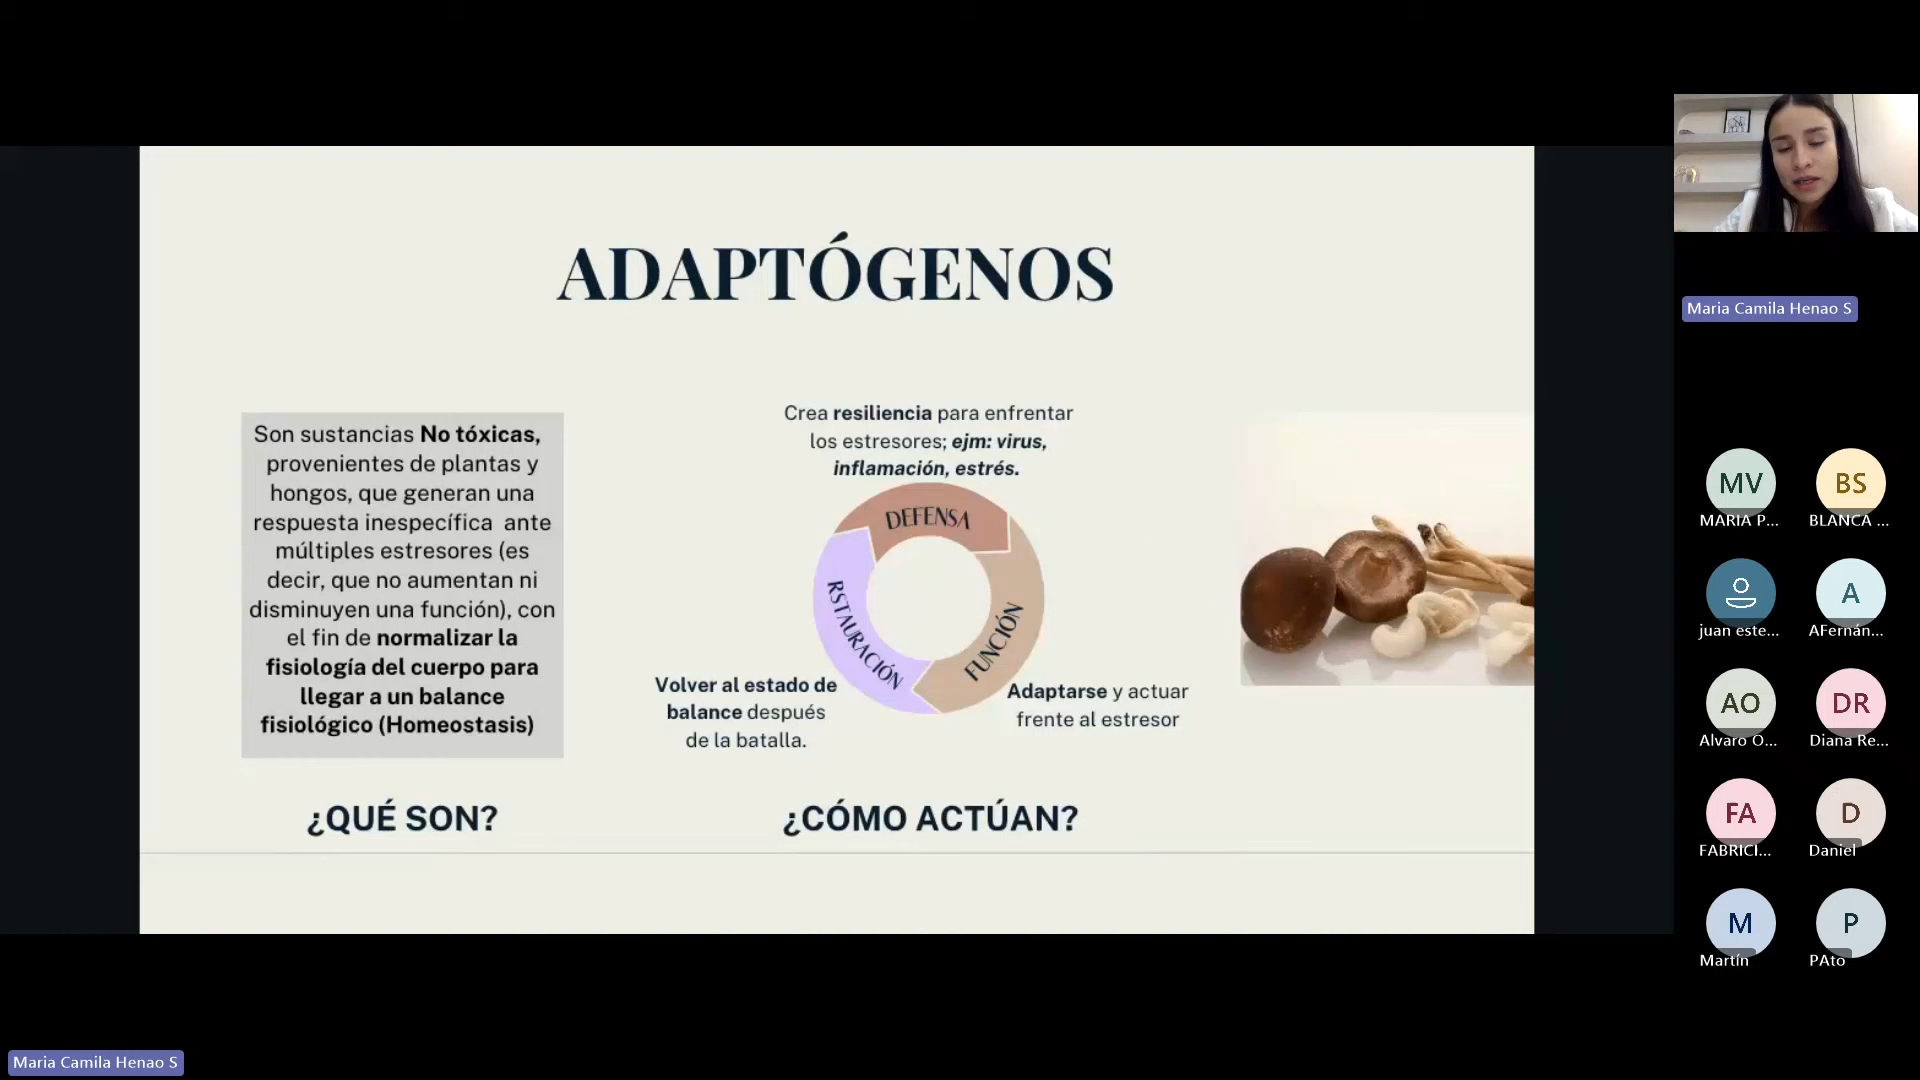 ADAPTÓGENOS
Son sustancias No tóxicas,
provenientes de plantas y
hongos, que generan una
respuesta inespecífica ante
múltiples estresores (es
decir, que no aumentan ni
disminuyen una función), con
el fin de normalizar la
fisiología del cuerpo para
llegar a un balance
fisiológico (Homeostasis)
¿QUÉ SON?
Crea resiliencia para enfrentar
los estresores; ejm: virus,
inflamación, estrés.
DEFENSA
FUNCIÓN
RSTAURACIÓN
Adaptarse y actuar
frente al estresor
Volver al estado de
balance después
de la batalla.
¿CÓMO ACTÚAN?
Maria Camila Henao S
MV
MARIA P...
BS
BLANCA ...
juan este...
A
AFernán...
AO
Alvaro O...
DR
Diana Re...
FA
FABRICI...
D
Daniel
M
Martín
P
PAto
Maria Camila Henao S